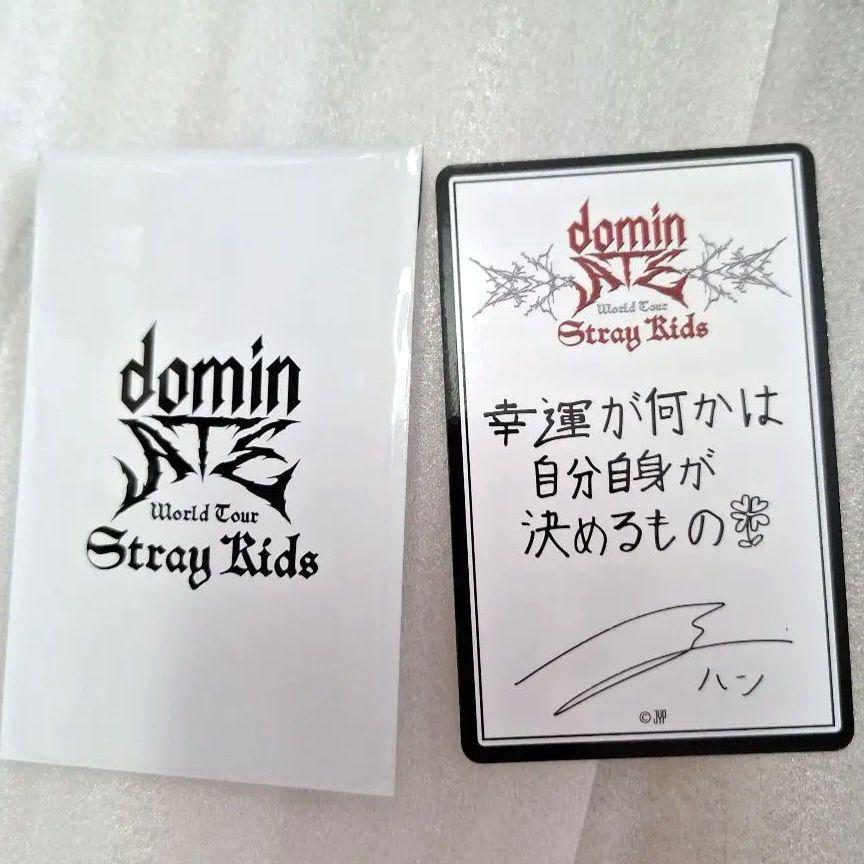 domin
ATE
World Tour
Stray Kids
domin
ATE
World Tour
Stray Kids
幸運が何かは
自分自身が
決めるもの
ハン
© JYP